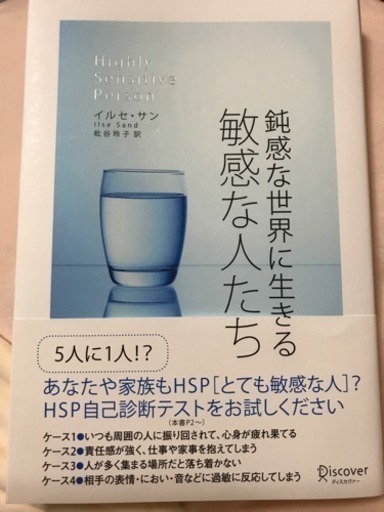 Highly
Sensitive
Person
イルセ・サン
Ilse Sand
枇谷玲子 訳
鈍感な世界に生きる
敏感な人たち
5人に1人!?
あなたや家族もHSP[とても敏感な人]?
HSP自己診断テストをお試しください
(本書P2～)
ケース1●いつも周囲の人に振り回されて、心身が疲れ果てる
ケース2●責任感が強く、仕事や家事を抱えてしまう
ケース3●人が多く集まる場所だと落ち着かない
ケース4●相手の表情・におい・音などに過敏に反応してしまう
Discover
ディスカヴァー